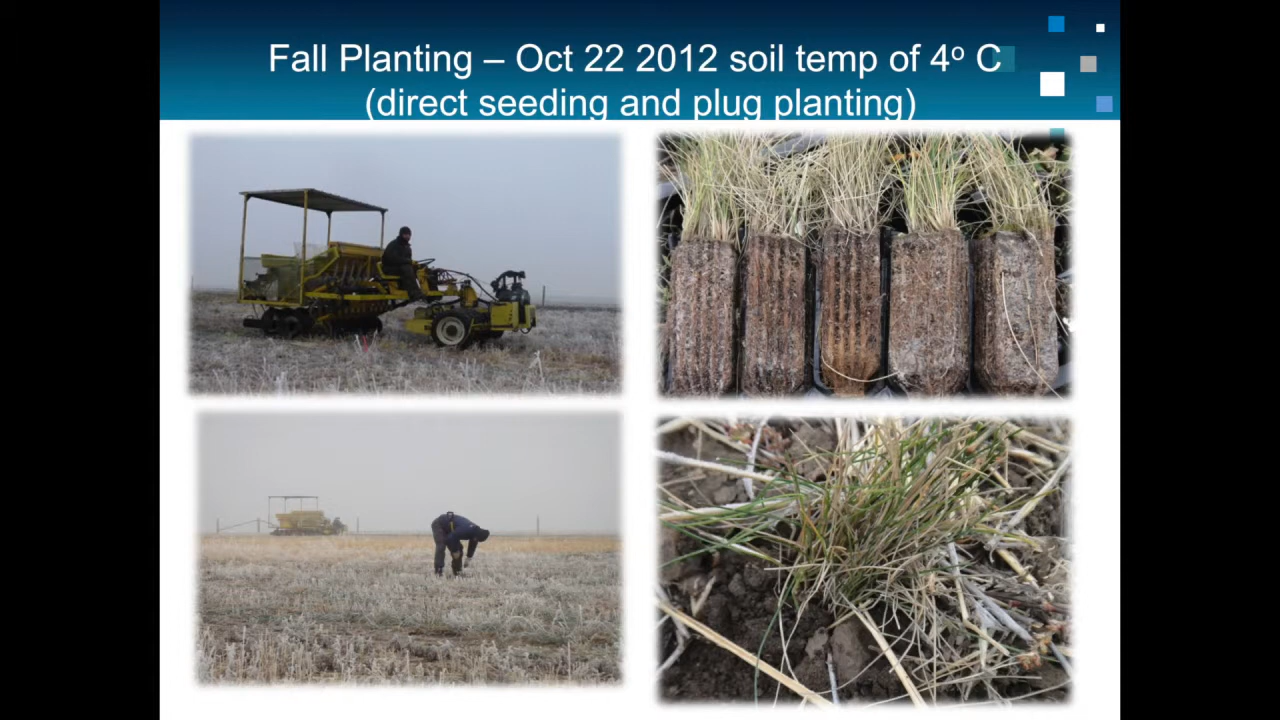 Fall Planting – Oct 22 2012 soil temp of 4º C
(direct seeding and plug planting)